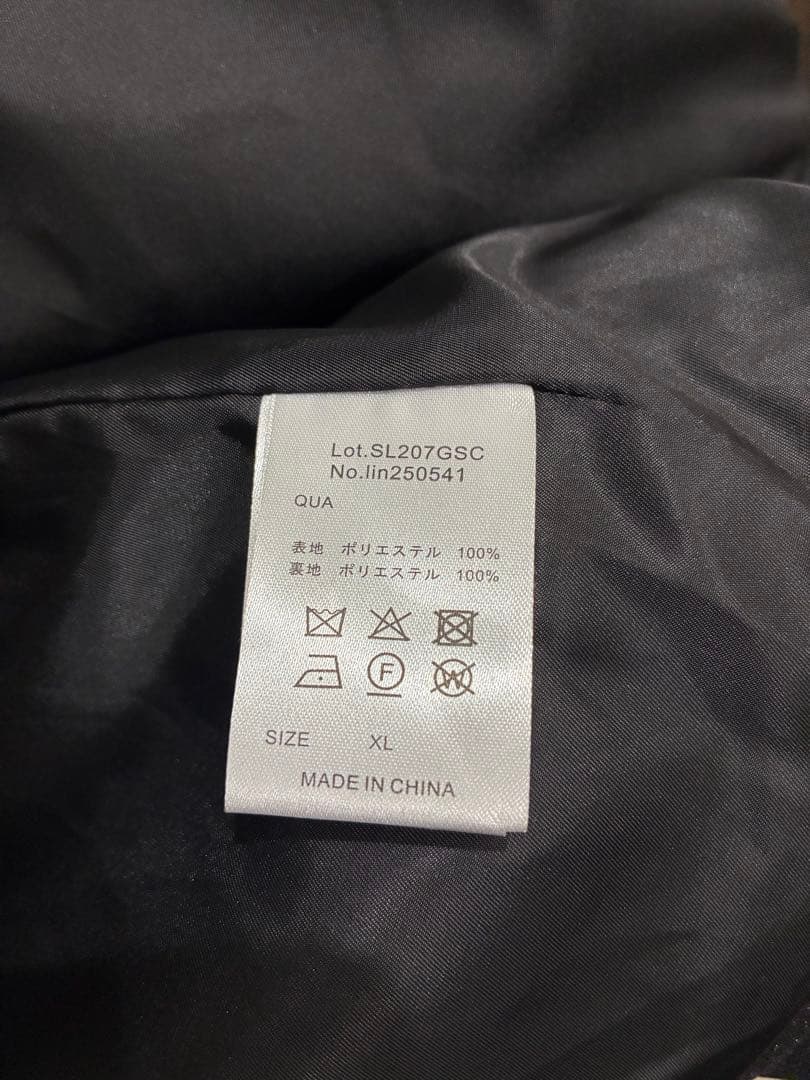 Lot.SL207GSC
No.lin250541
QUA
表地 ポリエステル 100%
裏地 ポリエステル 100%
F W
SIZE XL
MADE IN CHINA